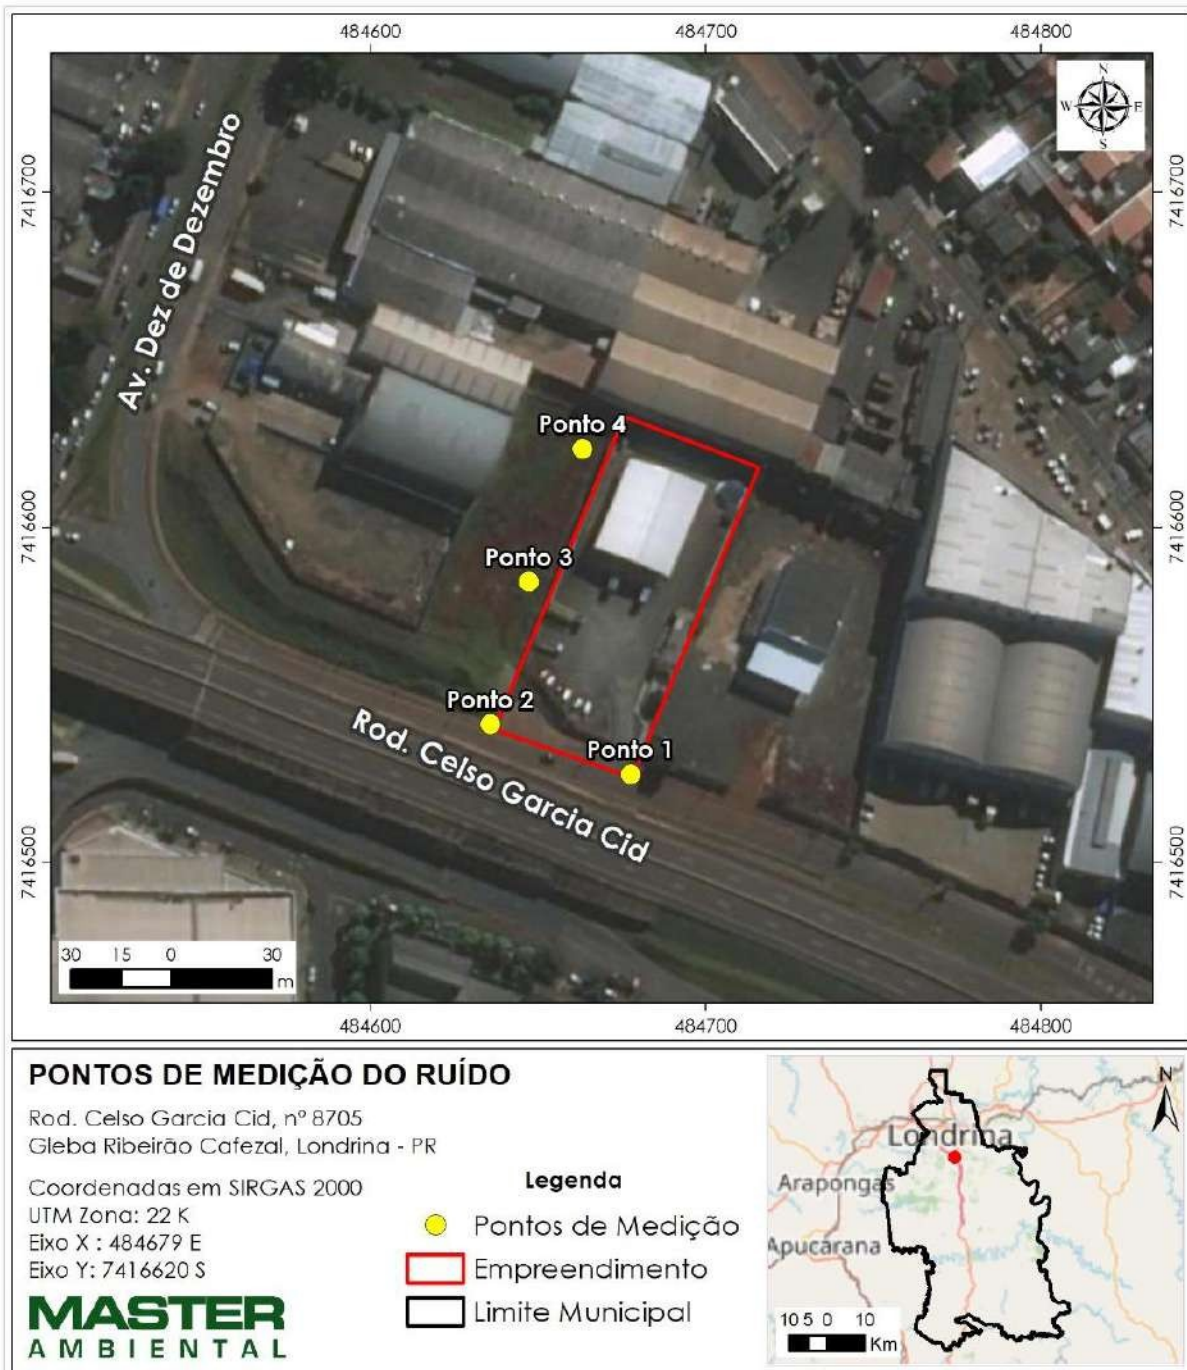 484600
484700
484800
N
W
E
S
7416700
7416700
Av. Dez de Dezembro
Ponto 4
7416600
7416600
Ponto 3
Ponto 2
Ponto 1
Rod. Celso Garcia Cid
7416500
7416500
30 15 0 30
m
484600
484700
484800
PONTOS DE MEDIÇÃO DO RUÍDO
Rod. Celso Garcia Cid, nº 8705
Gleba Ribeirão Cafezal, Londrina - PR
Coordenadas em SIRGAS 2000
UTM Zona: 22 K
Eixo X : 484679 E
Eixo Y: 7416620 S
MASTER
AMBIENTAL
Legenda
Pontos de Medição
Empreendimento
Limite Municipal
N
Londrina
Arapongas
Apucarana
10 5 0 10
Km